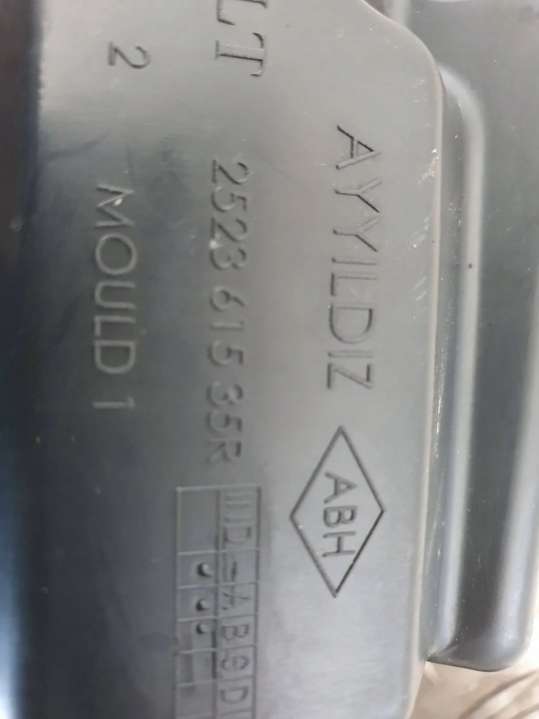 AYYILDIZ ABH
LT 2523 615 35R
2 MOULD 1